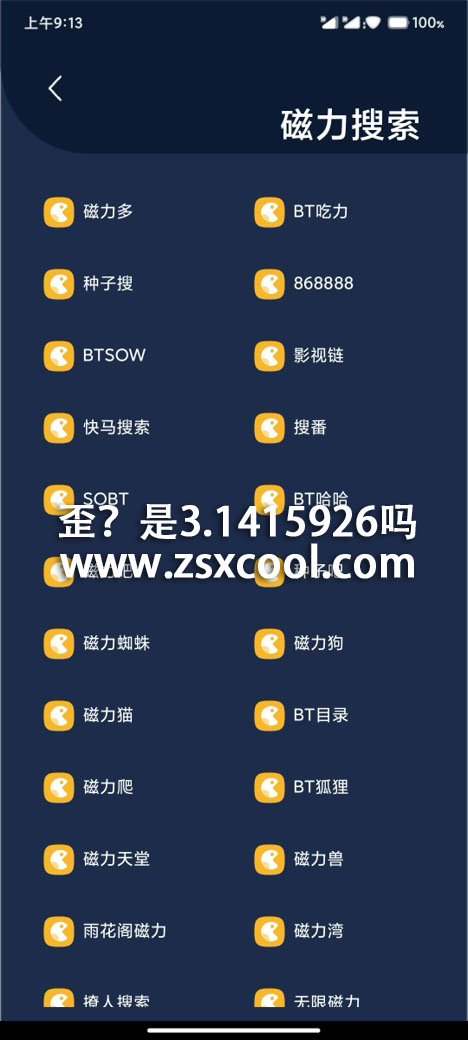 上午9:13 100%
磁力搜索
磁力多 BT吃力
种子搜 868888
BTSOW 影视链
快马搜索 搜番
SOBT BT哈哈
歪？是3.1415926吗
www.zsxcool.com
磁力蜘蛛 磁力狗
磁力猫 BT目录
磁力爬 BT狐狸
磁力天堂 磁力兽
雨花阁磁力 磁力湾
撩人搜索 无限磁力